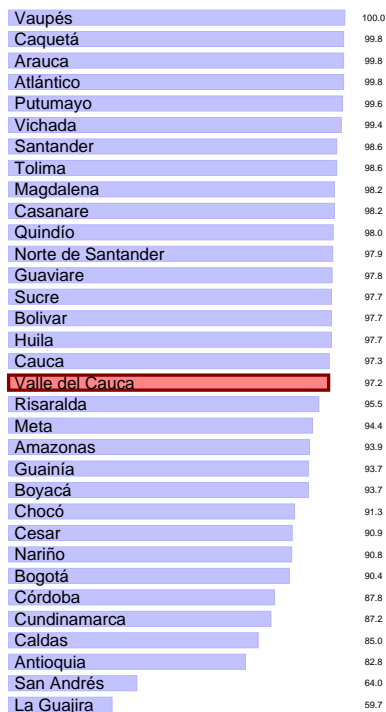 Vaupés 100.0
Caquetá 99.8
Arauca 99.8
Atlántico 99.8
Putumayo 99.6
Vichada 99.4
Santander 98.6
Tolima 98.6
Magdalena 98.2
Casanare 98.2
Quindío 98.0
Norte de Santander 97.9
Guaviare 97.8
Sucre 97.7
Bolivar 97.7
Huila 97.7
Cauca 97.3
Valle del Cauca 97.2
Risaralda 95.5
Meta 94.4
Amazonas 93.9
Guainía 93.7
Boyacá 93.7
Chocó 91.3
Cesar 90.9
Nariño 90.8
Bogotá 90.4
Córdoba 87.8
Cundinamarca 87.2
Caldas 85.0
Antioquia 82.8
San Andrés 64.0
La Guajira 59.7